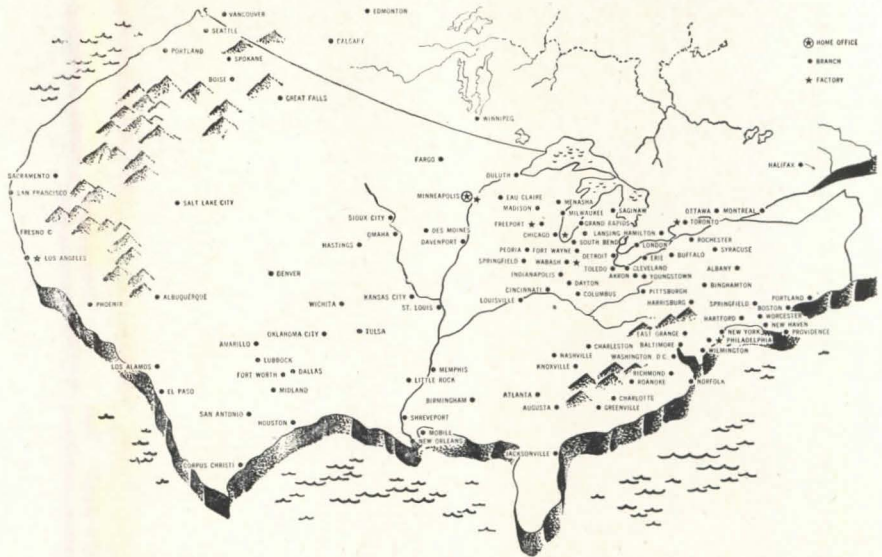 VANCOUVER
EDMONTON
SEATTLE
CALGARY
PORTLAND
SPOKANE
HOME OFFICE
BRANCH
FACTORY
BOISE
GREAT FALLS
WINNIPEG
FARGO
DULUTH
HALIFAX
SACRAMENTO
SAN FRANCISCO
SALT LAKE CITY
MINNEAPOLIS
EAU CLAIRE
MENASHA
MADISON
MILWAUKEE
SAGINAW
OTTAWA
MONTREAL
SIOUX CITY
FREEPORT
GRAND RAPIDS
TORONTO
FRESNO
OMAHA
DES MOINES
CHICAGO
LANSING
HAMILTON
HASTINGS
DAVENPORT
SOUTH BEND
LONDON
ROCHESTER
PEORIA
FORT WAYNE
DETROIT
ERIE
BUFFALO
SYRACUSE
LOS ANGELES
SPRINGFIELD
WABASH
TOLEDO
CLEVELAND
ALBANY
DENVER
INDIANAPOLIS
AKRON
YOUNGSTOWN
DAYTON
BINGHAMTON
CINCINNATI
COLUMBUS
PITTSBURGH
PHOENIX
ALBUQUERQUE
WICHITA
KANSAS CITY
LOUISVILLE
HARRISBURG
SPRINGFIELD
PORTLAND
ST. LOUIS
BOSTON
HARTFORD
WORCESTER
NEW HAVEN
OKLAHOMA CITY
TULSA
EAST ORANGE
NEW YORK
PROVIDENCE
AMARILLO
CHARLESTON
BALTIMORE
PHILADELPHIA
LUBBOCK
NASHVILLE
WASHINGTON D.C.
WILMINGTON
LOS ALAMOS
FORT WORTH
DALLAS
MEMPHIS
KNOXVILLE
RICHMOND
LITTLE ROCK
ROANOKE
NORFOLK
EL PASO
MIDLAND
BIRMINGHAM
ATLANTA
CHARLOTTE
AUGUSTA
GREENVILLE
SAN ANTONIO
HOUSTON
SHREVEPORT
MOBILE
NEW ORLEANS
JACKSONVILLE
CORPUS CHRISTI